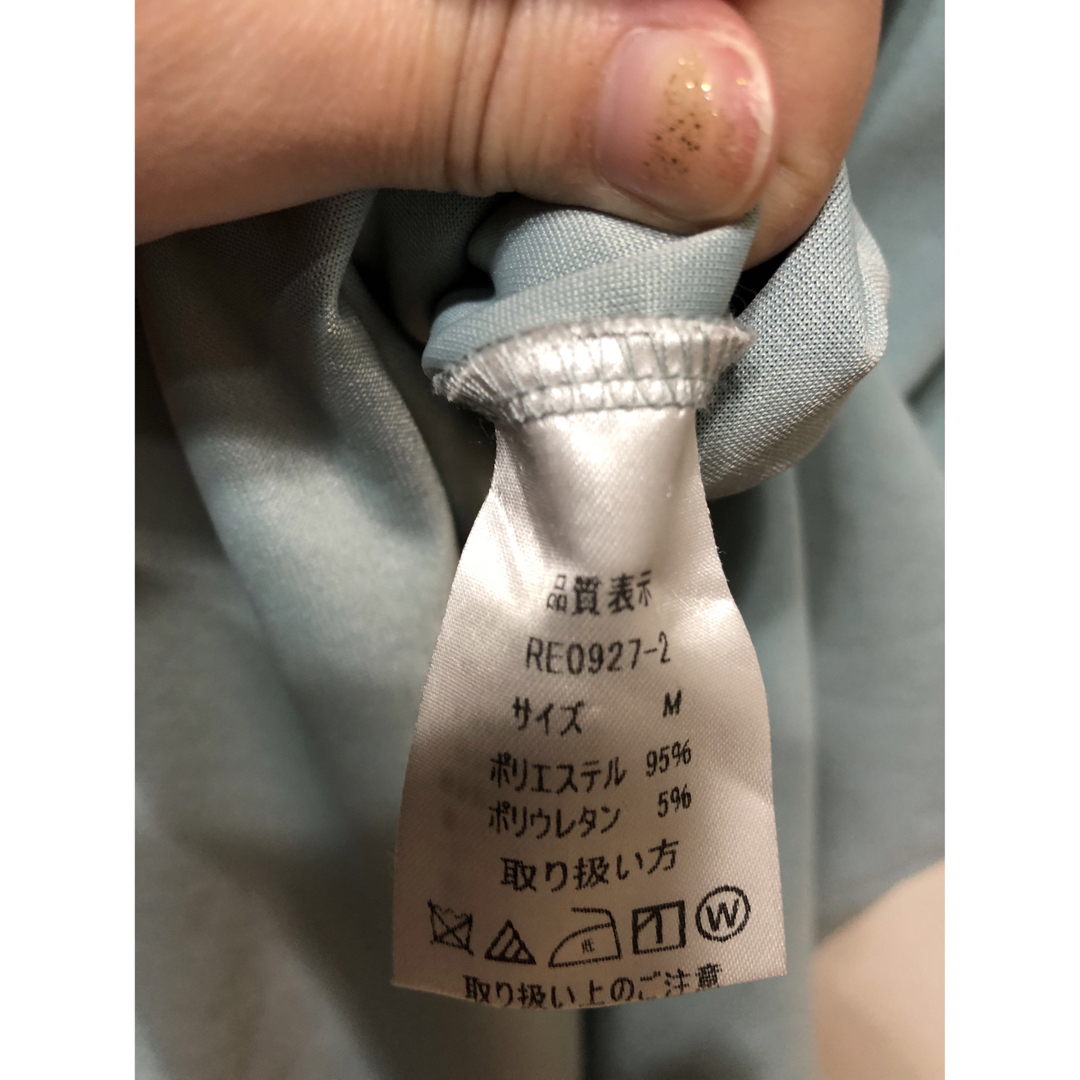 品質表示
RE0927-2
サイズ M
ポリエステル 95%
ポリウレタン 5%
取り扱い方
W
取り扱い上のご注意